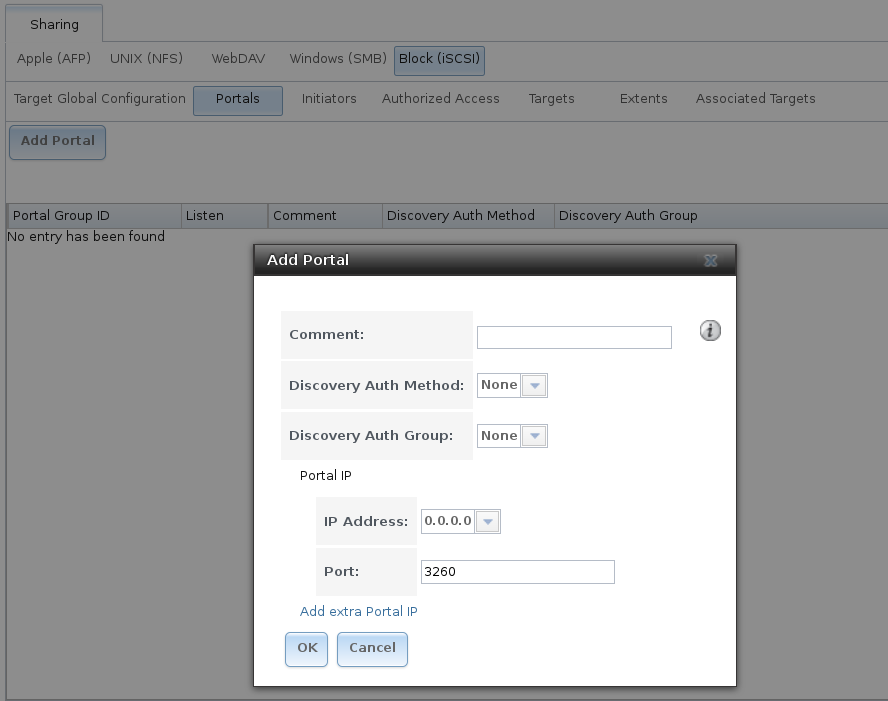 Sharing
Apple (AFP) UNIX (NFS) WebDAV Windows (SMB) Block (iSCSI)
Target Global Configuration Portals Initiators Authorized Access Targets Extents Associated Targets
Add Portal
Portal Group ID Listen Comment Discovery Auth Method Discovery Auth Group
No entry has been found
Add Portal
Comment:
Discovery Auth Method: None
Discovery Auth Group: None
Portal IP
IP Address: 0.0.0.0
Port: 3260
Add extra Portal IP
OK Cancel